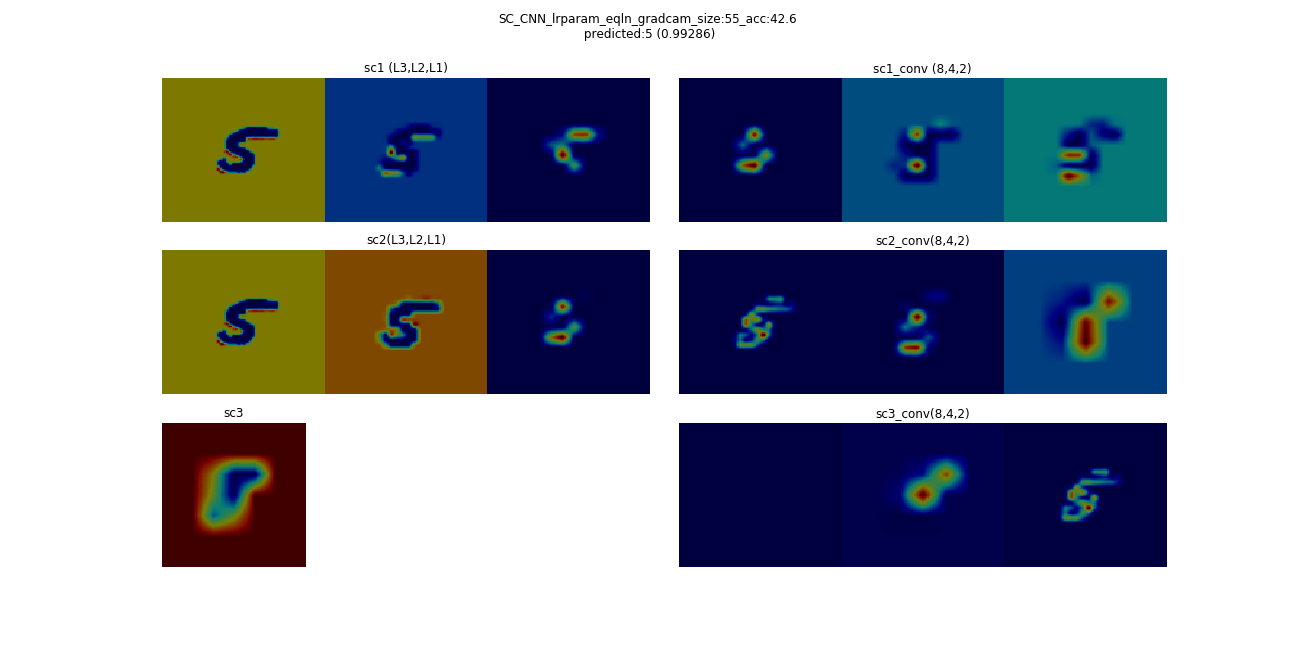 SC_CNN_lrparam_eqln_gradcam_size:55_acc:42.6
predicted:5 (0.99286)
sc1 (L3,L2,L1)
sc1_conv (8,4,2)
sc2(L3,L2,L1)
sc2_conv(8,4,2)
sc3
sc3_conv(8,4,2)